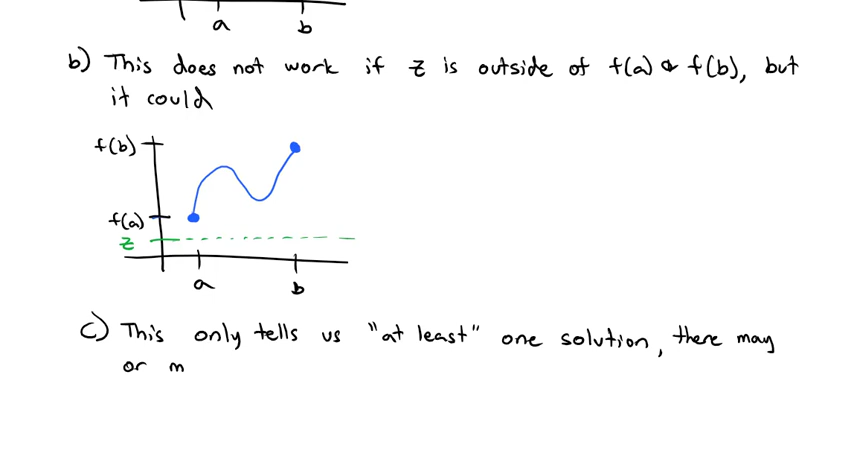 a b
b) This does not work if z is outside of f(a) & f(b), but
it could
f(b)
f(a)
z
a b
c) This only tells us "at least" one solution, there may
or m